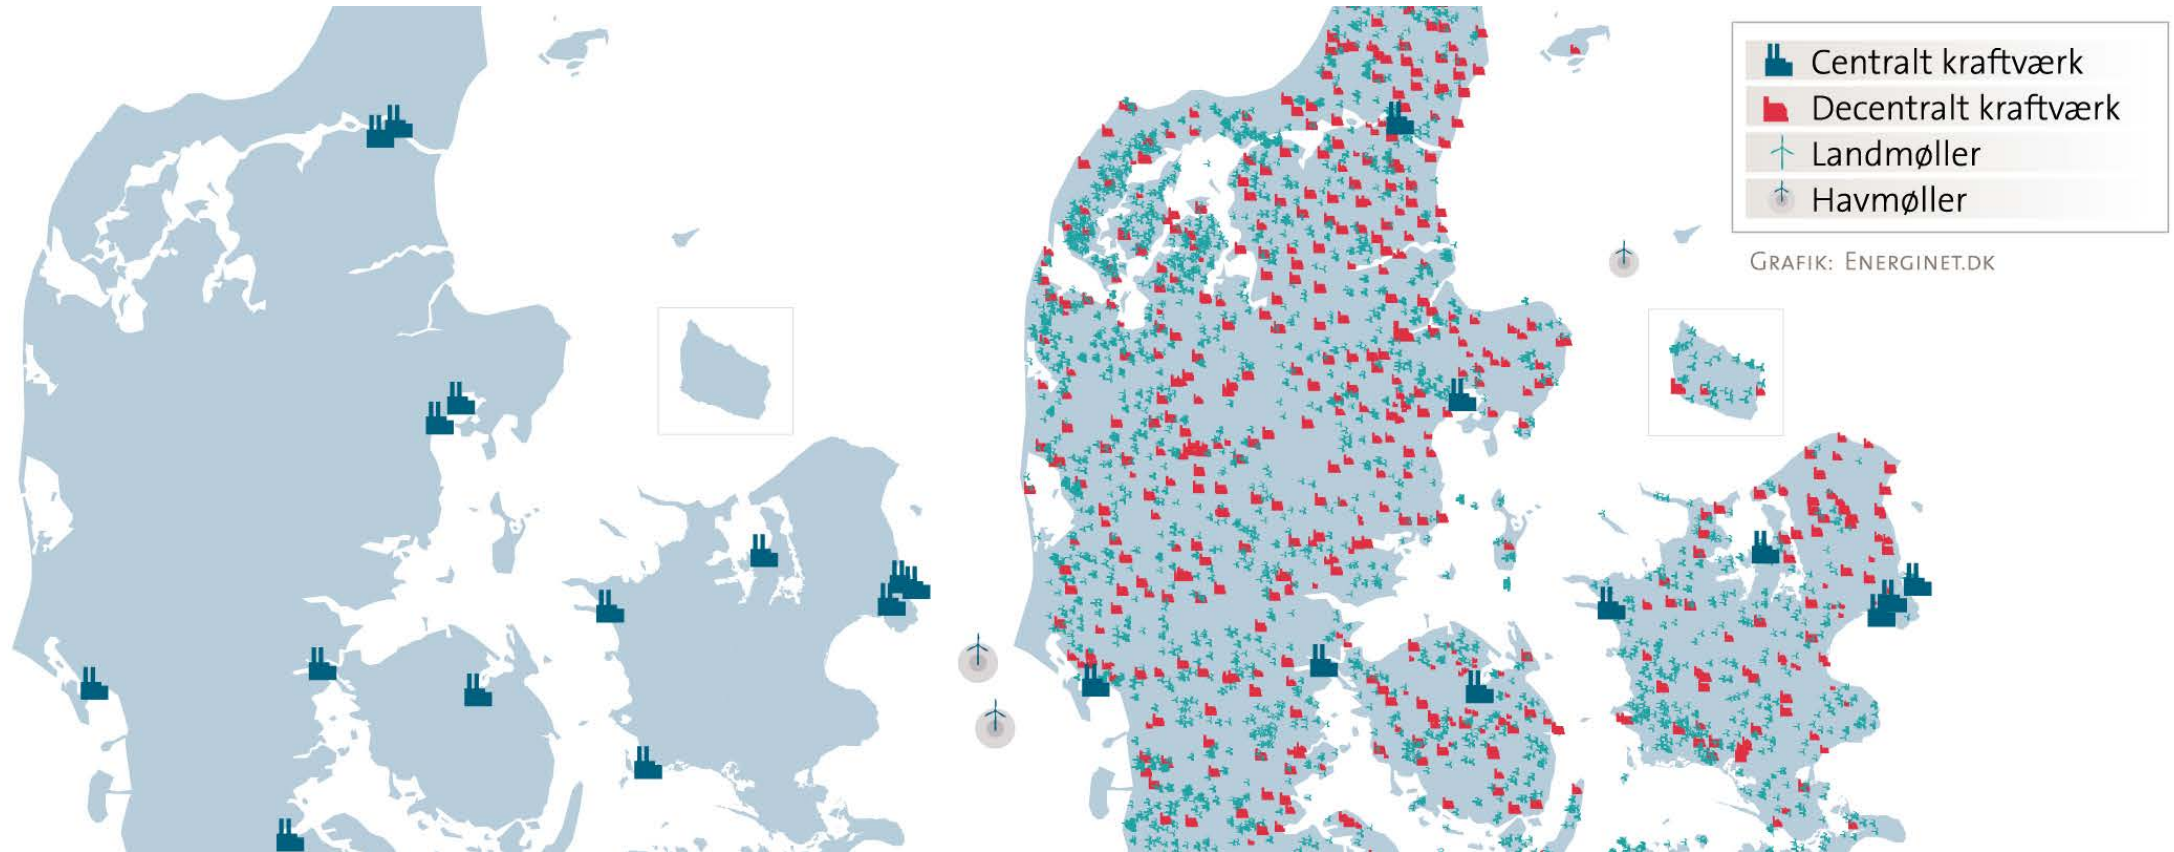 Centralt kraftværk
Decentralt kraftværk
Landmøller
Havmøller
GRAFIK: ENERGINET.DK